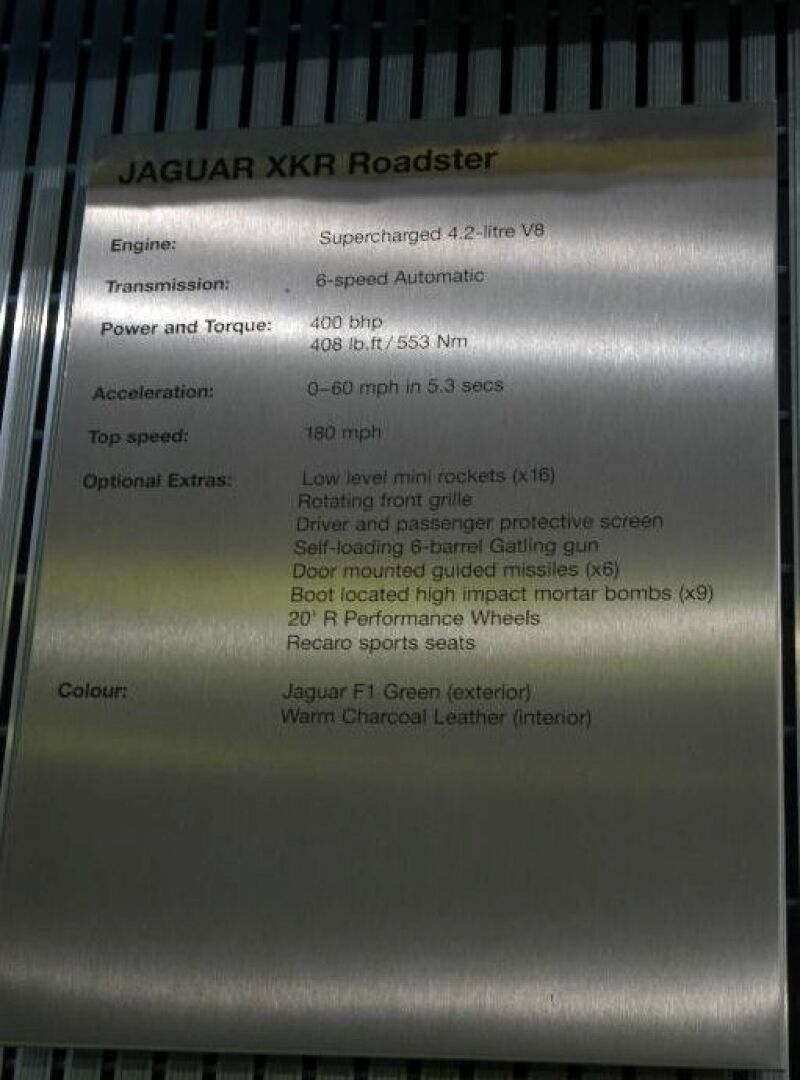 JAGUAR XKR Roadster
Engine: Supercharged 4.2-litre V8
Transmission: 6-speed Automatic
Power and Torque: 400 bhp
408 lb.ft / 553 Nm
Acceleration: 0–60 mph in 5.3 secs
Top speed: 180 mph
Optional Extras: Low level mini rockets (x16)
Rotating front grille
Driver and passenger protective screen
Self-loading 6-barrel Gatling gun
Door mounted guided missiles (x6)
Boot located high impact mortar bombs (x9)
20' R Performance Wheels
Recaro sports seats
Colour: Jaguar F1 Green (exterior)
Warm Charcoal Leather (interior)